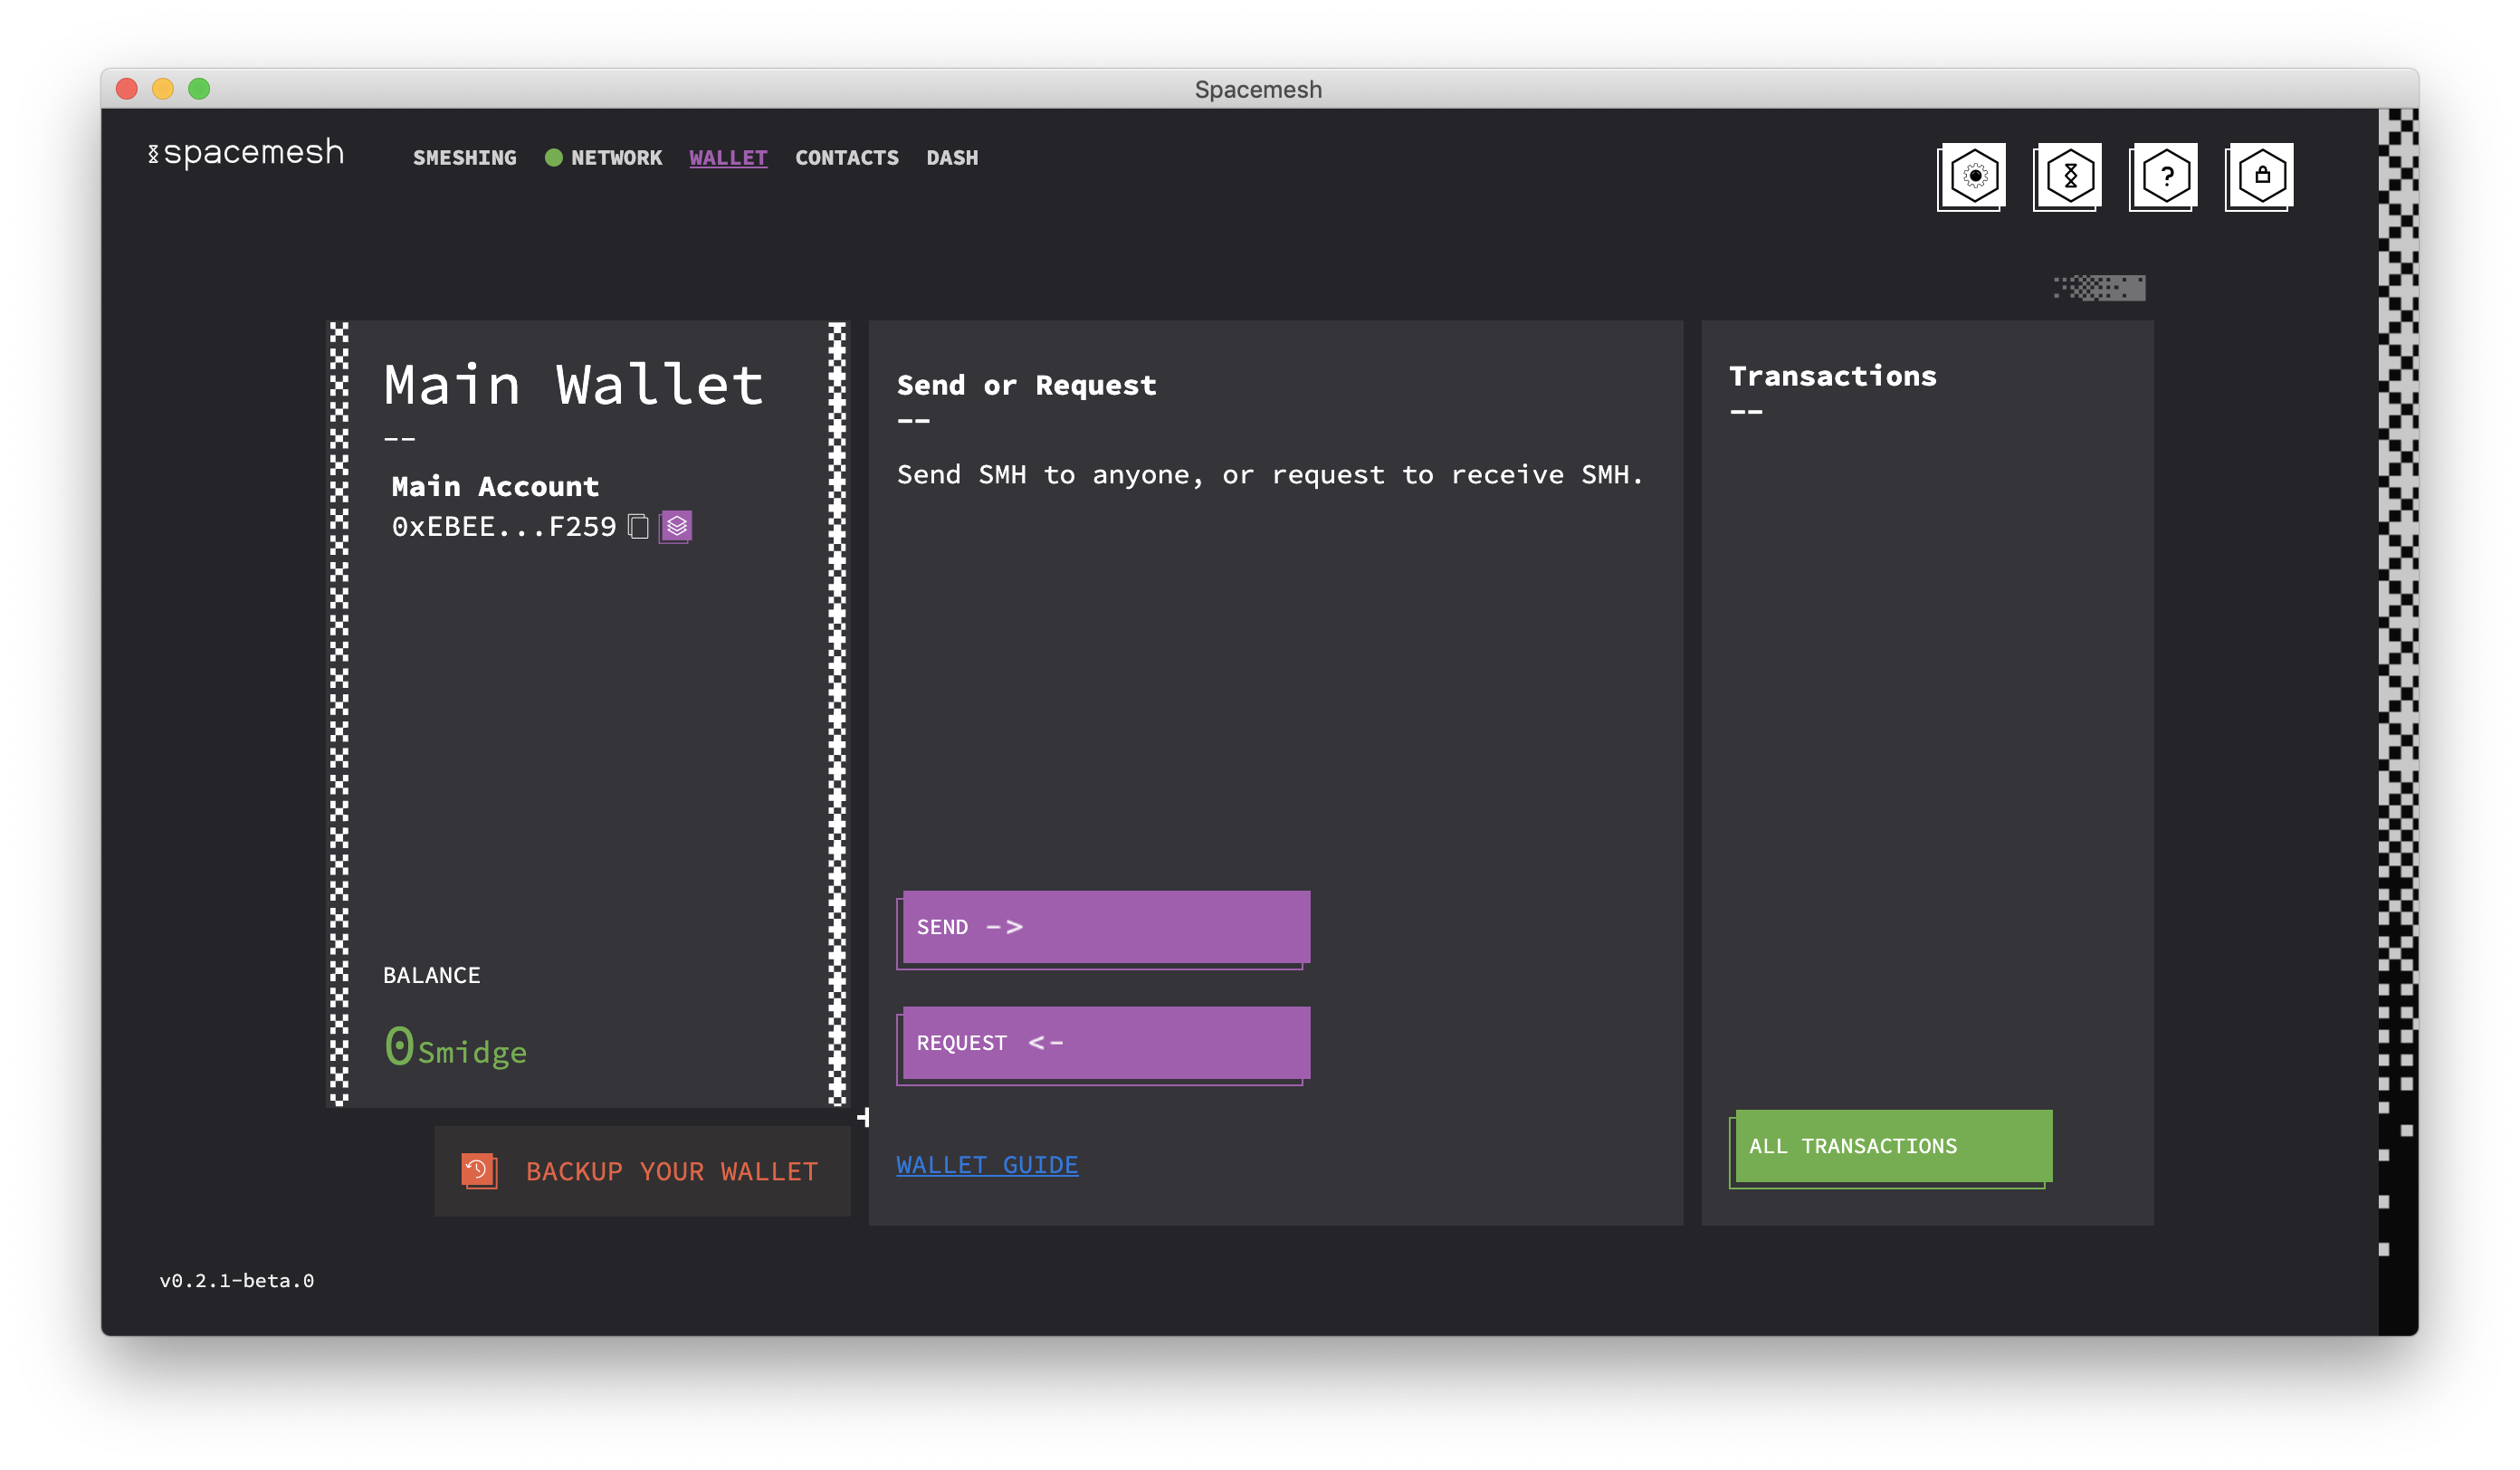 Spacemesh
spacemesh
SMESHING NETWORK WALLET CONTACTS DASH
?
Main Wallet
--
Main Account
0xEBEE...F259
BALANCE
0 Smidge
BACKUP YOUR WALLET
Send or Request
--
Send SMH to anyone, or request to receive SMH.
SEND ->
REQUEST <-
WALLET GUIDE
Transactions
--
ALL TRANSACTIONS
v0.2.1-beta.0